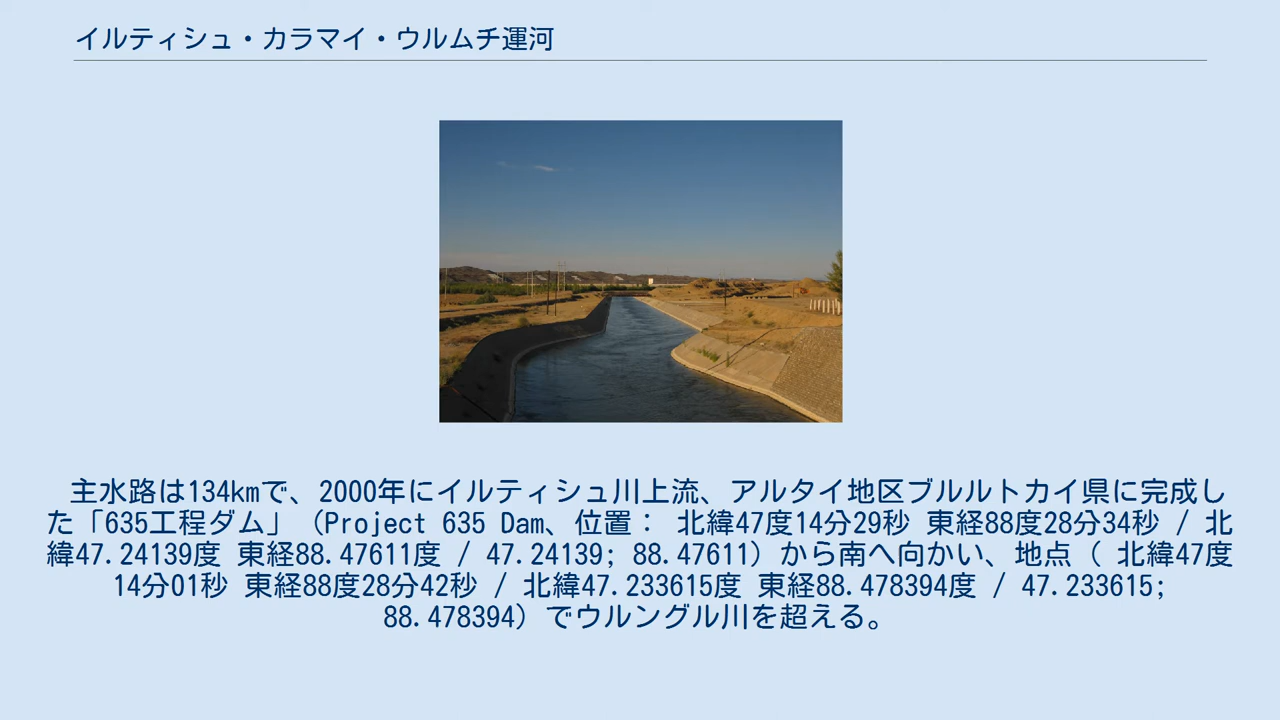 イルティシュ・カラマイ・ウルムチ運河
主水路は134kmで、2000年にイルティシュ川上流、アルタイ地区ブルルトカイ県に完成し
た「635工程ダム」（Project 635 Dam、位置： 北緯47度14分29秒 東経88度28分34秒 / 北
緯47.24139度 東経88.47611度 / 47.24139; 88.47611）から南へ向かい、地点（ 北緯47度
14分01秒 東経88度28分42秒 / 北緯47.233615度 東経88.478394度 / 47.233615;
88.478394）でウルングル川を超える。